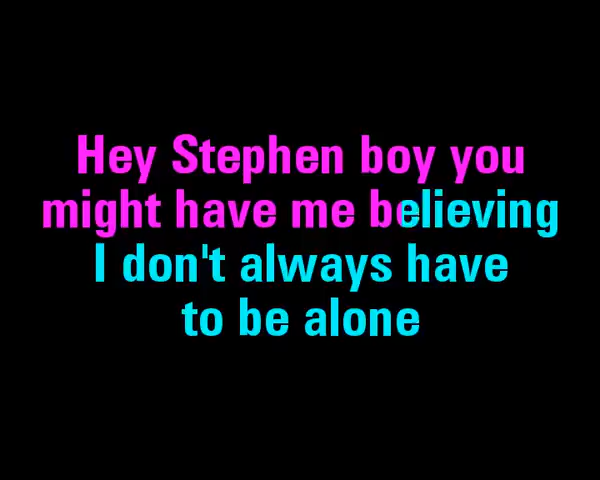 Hey Stephen boy you
might have me believing
I don't always have
to be alone